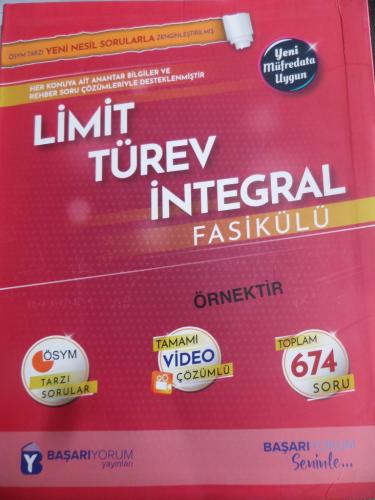 ÖSYM TARZI YENİ NESİL SORULARLA ZENGİNLEŞTİRİLMİŞ
Yeni
Müfredata
Uygun
HER KONUYA AİT ANAHTAR BİLGİLER VE
REHBER SORU ÇÖZÜMLERİYLE DESTEKLENMİŞTİR
LİMİT
TÜREV
İNTEGRAL
FASİKÜLÜ
ÖRNEKTİR
ÖSYM
TARZI
SORULAR
TAMAMI
VİDEO
ÇÖZÜMLÜ
TOPLAM
674
SORU
BAŞARIYORUM
yayınları
BAŞARIYORUM
Seninle...